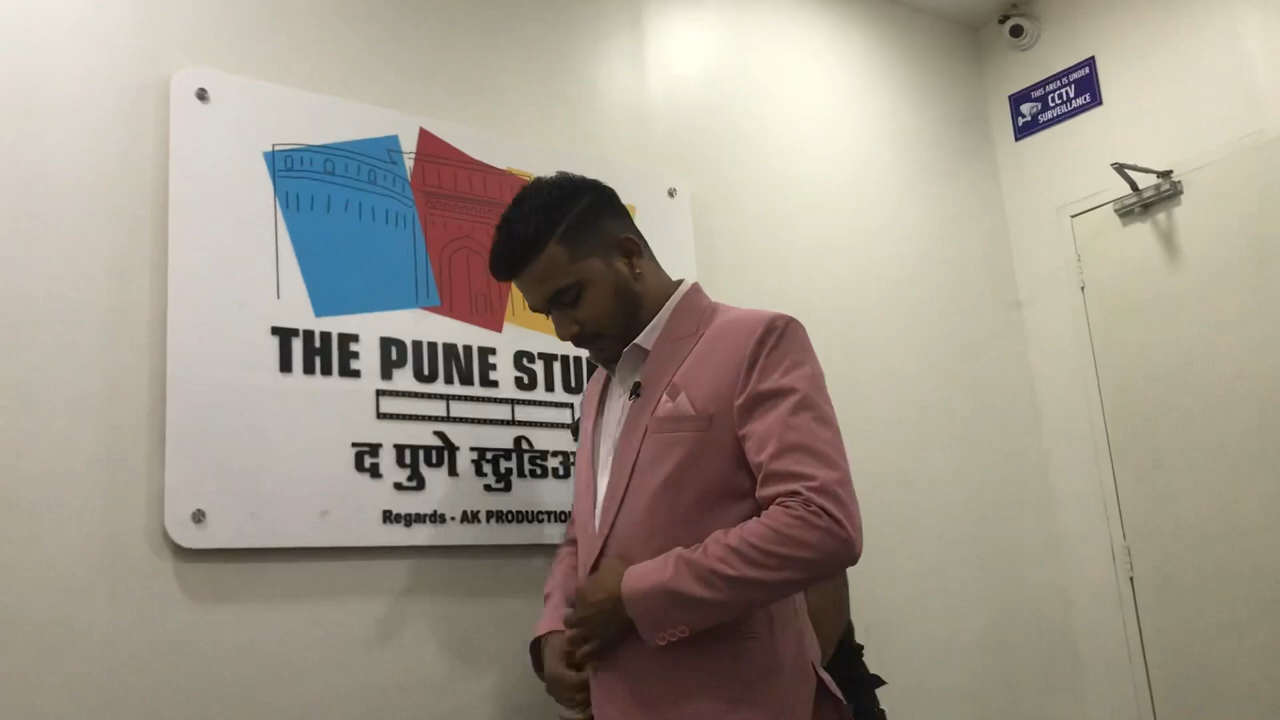 THE PUNE STU
द पुणे स्टुडिअ
Regards - AK PRODUCTIO
THIS AREA IS UNDER
CCTV
SURVEILLANCE